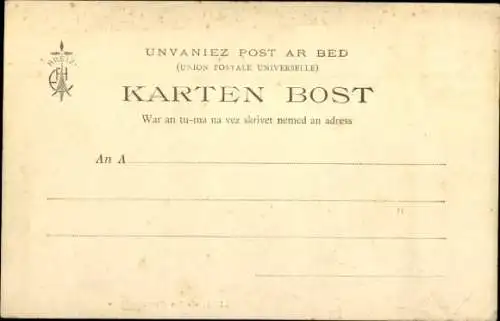 BREIZ
UNVANIEZ POST AR BED
(UNION POSTALE UNIVERSELLE)
KARTEN BOST
War an tu-ma na vez skrivet nemed an adress
An A